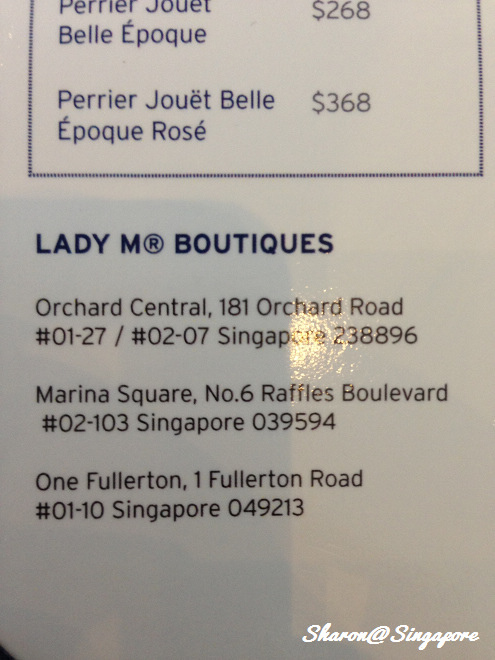 Perrier Jouët
$268
Belle Époque
Perrier Jouët Belle
$368
Époque Rosé
LADY M® BOUTIQUES
Orchard Central, 181 Orchard Road
#01-27 / #02-07 Singapore 238896
Marina Square, No.6 Raffles Boulevard
#02-103 Singapore 039594
One Fullerton, 1 Fullerton Road
#01-10 Singapore 049213
Sharon@Singapore